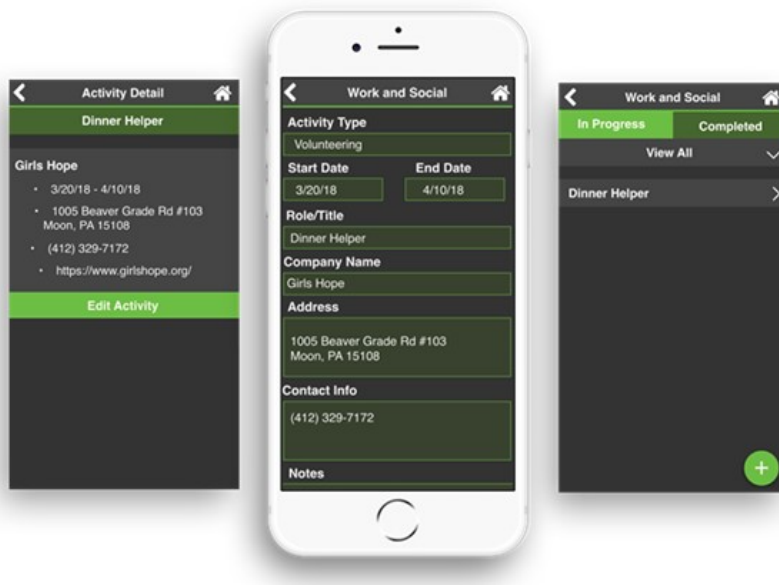 Activity Detail
Dinner Helper
Girls Hope
• 3/20/18 - 4/10/18
• 1005 Beaver Grade Rd #103
Moon, PA 15108
• (412) 329-7172
• https://www.girlshope.org/
Edit Activity
Work and Social
Activity Type
Volunteering
Start Date End Date
3/20/18 4/10/18
Role/Title
Dinner Helper
Company Name
Girls Hope
Address
1005 Beaver Grade Rd #103
Moon, PA 15108
Contact Info
(412) 329-7172
Notes
Work and Social
In Progress Completed
View All
Dinner Helper
+